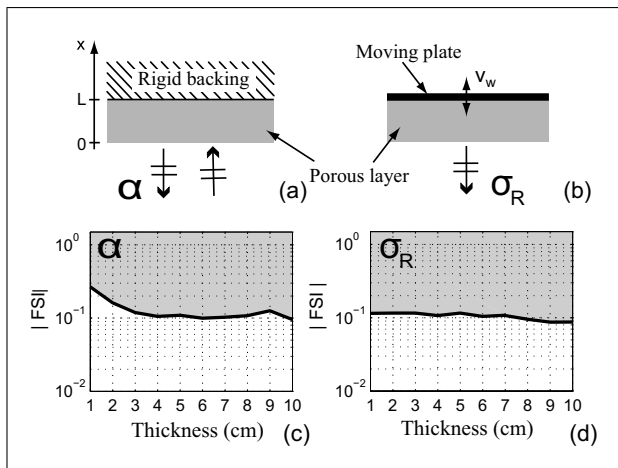 x
L
0
Rigid backing
α
(a)
Porous layer
Moving plate
v_w
σ_R
(b)
α
| FSI|
10^0
10^-1
10^-2
1 2 3 4 5 6 7 8 9 10
Thickness (cm)
(c)
σ_R
| FSI |
10^0
10^-1
10^-2
1 2 3 4 5 6 7 8 9 10
Thickness (cm)
(d)